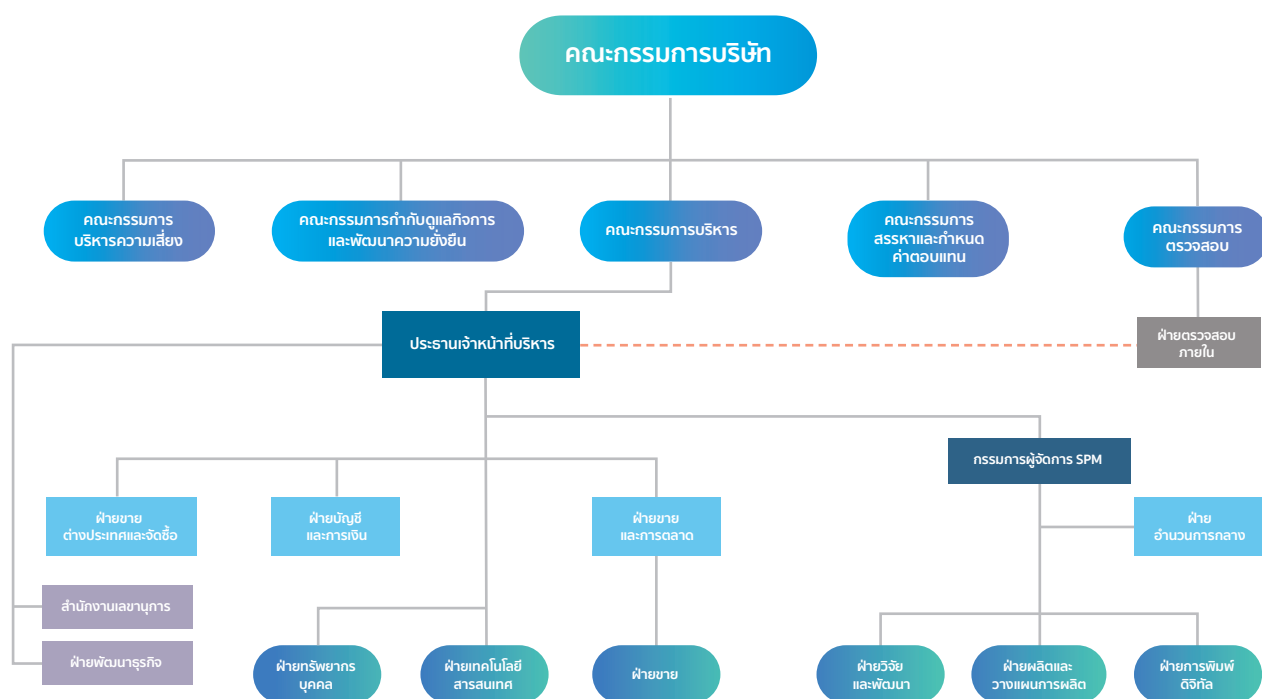 คณะกรรมการบริษัท
คณะกรรมการ
บริหารความเสี่ยง
คณะกรรมการกำกับดูแลกิจการ
และพัฒนาความยั่งยืน
คณะกรรมการบริหาร
คณะกรรมการ
สรรหาและกำหนด
ค่าตอบแทน
คณะกรรมการ
ตรวจสอบ
ประธานเจ้าหน้าที่บริหาร
ฝ่ายตรวจสอบ
ภายใน
กรรมการผู้จัดการ SPM
ฝ่ายขาย
ต่างประเทศและจัดซื้อ
ฝ่ายบัญชี
และการเงิน
ฝ่ายขาย
และการตลาด
ฝ่าย
อำนวนการกลาง
สำนักงานเลขานุการ
ฝ่ายพัฒนาธุรกิจ
ฝ่ายทรัพยากร
บุคคล
ฝ่ายเทคโนโลยี
สารสนเทศ
ฝ่ายขาย
ฝ่ายวิจัย
และพัฒนา
ฝ่ายผลิตและ
วางแผนการผลิต
ฝ่ายการพิมพ์
ดิจิทัล